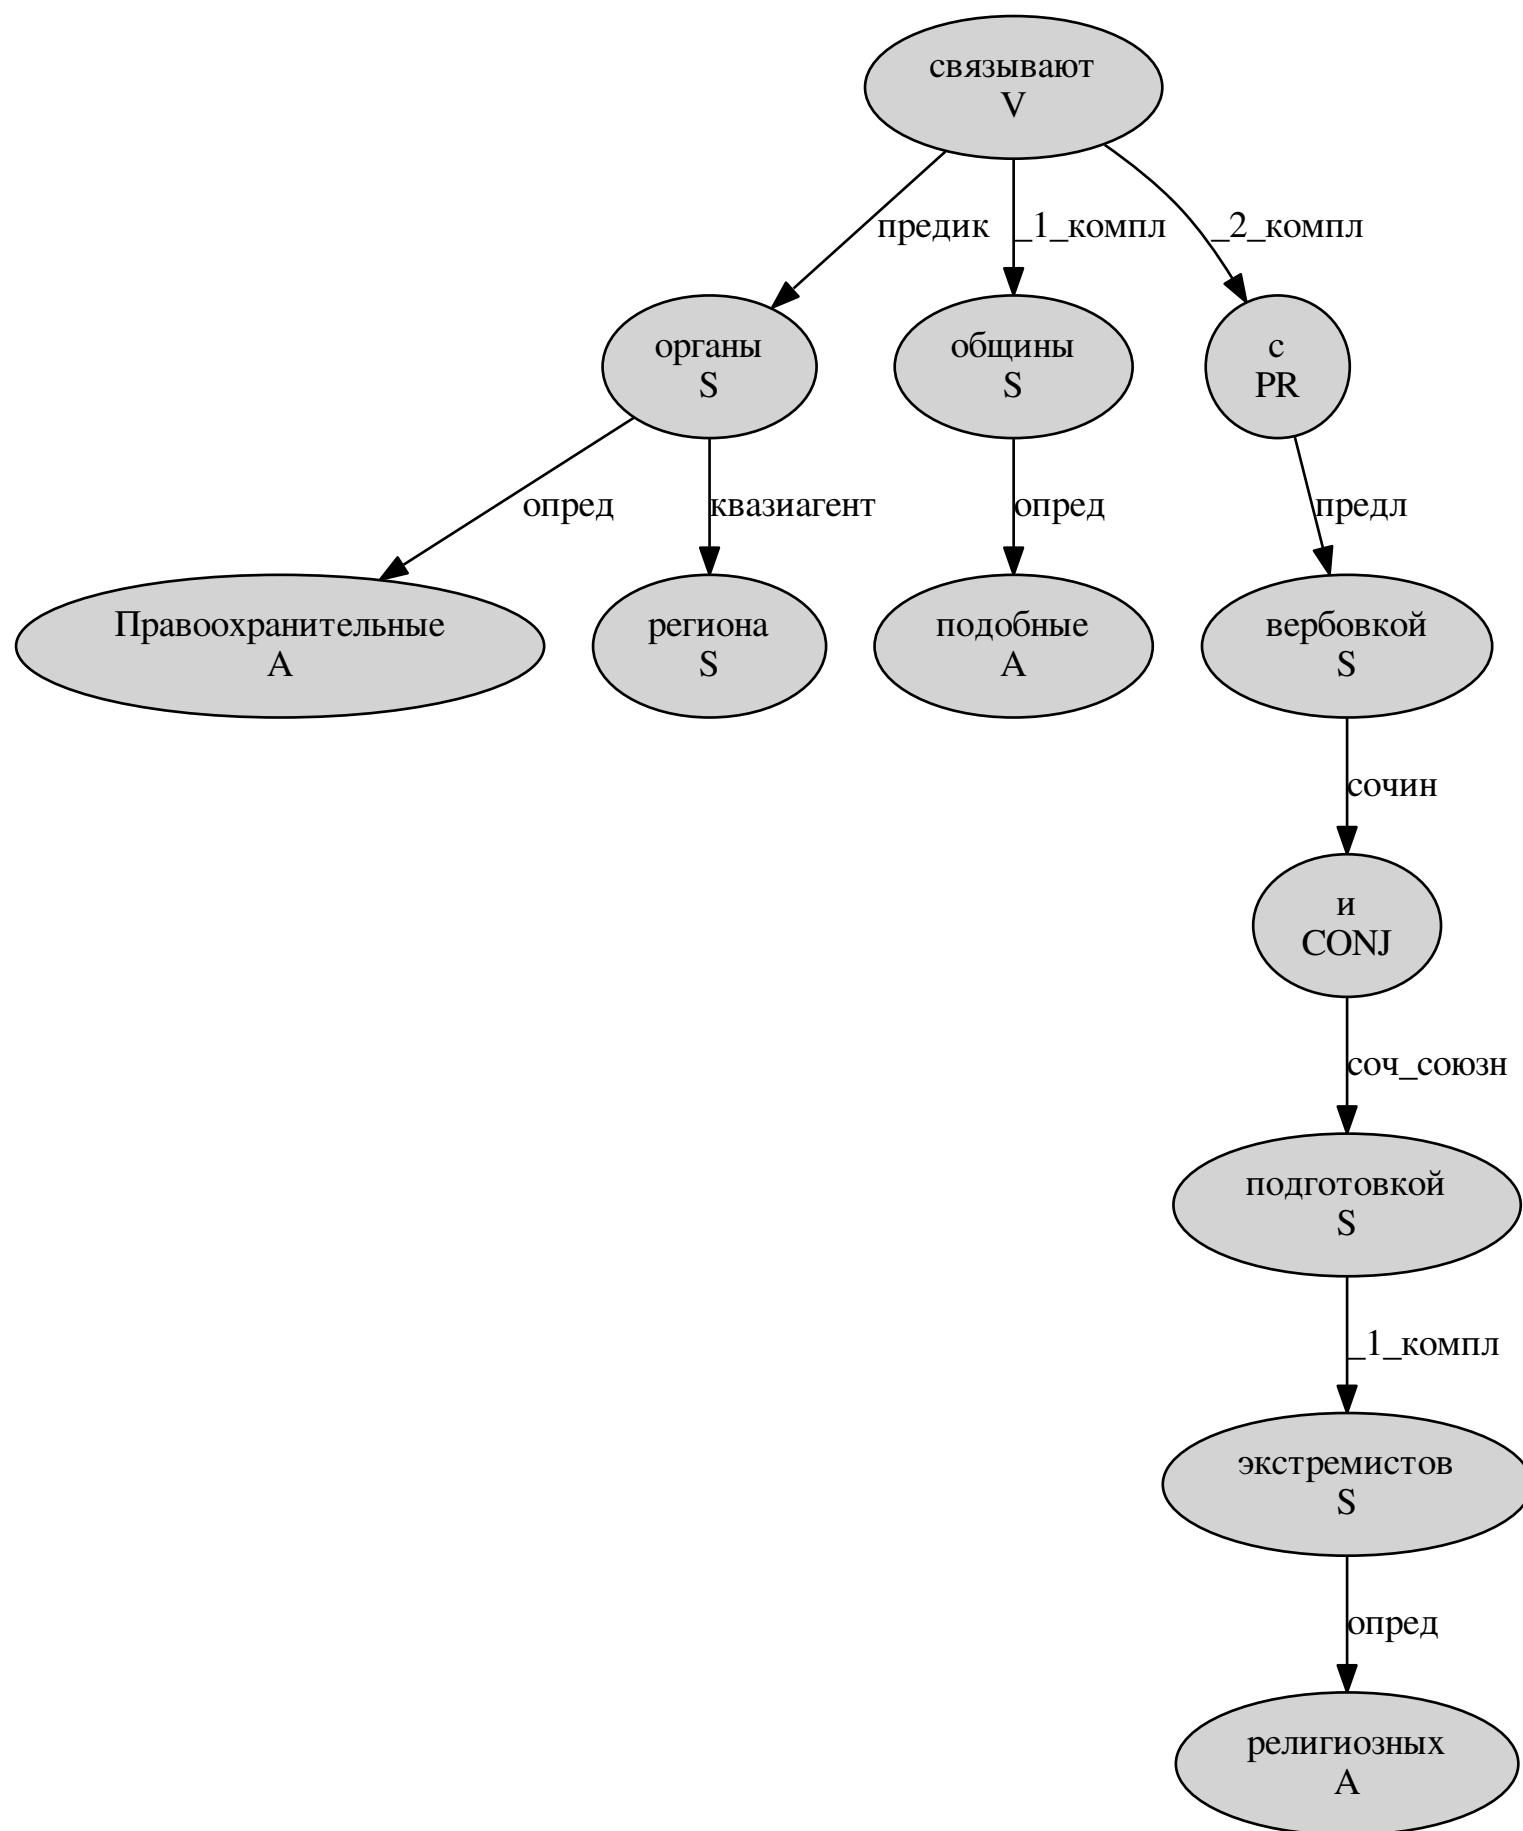 связывают
V
предик
_1_компл
_2_компл
органы
S
общины
S
с
PR
опред
квазиагент
опред
предл
Правоохранительные
A
региона
S
подобные
A
вербовкой
S
сочин
и
CONJ
соч_союзн
подготовкой
S
_1_компл
экстремистов
S
опред
религиозных
A